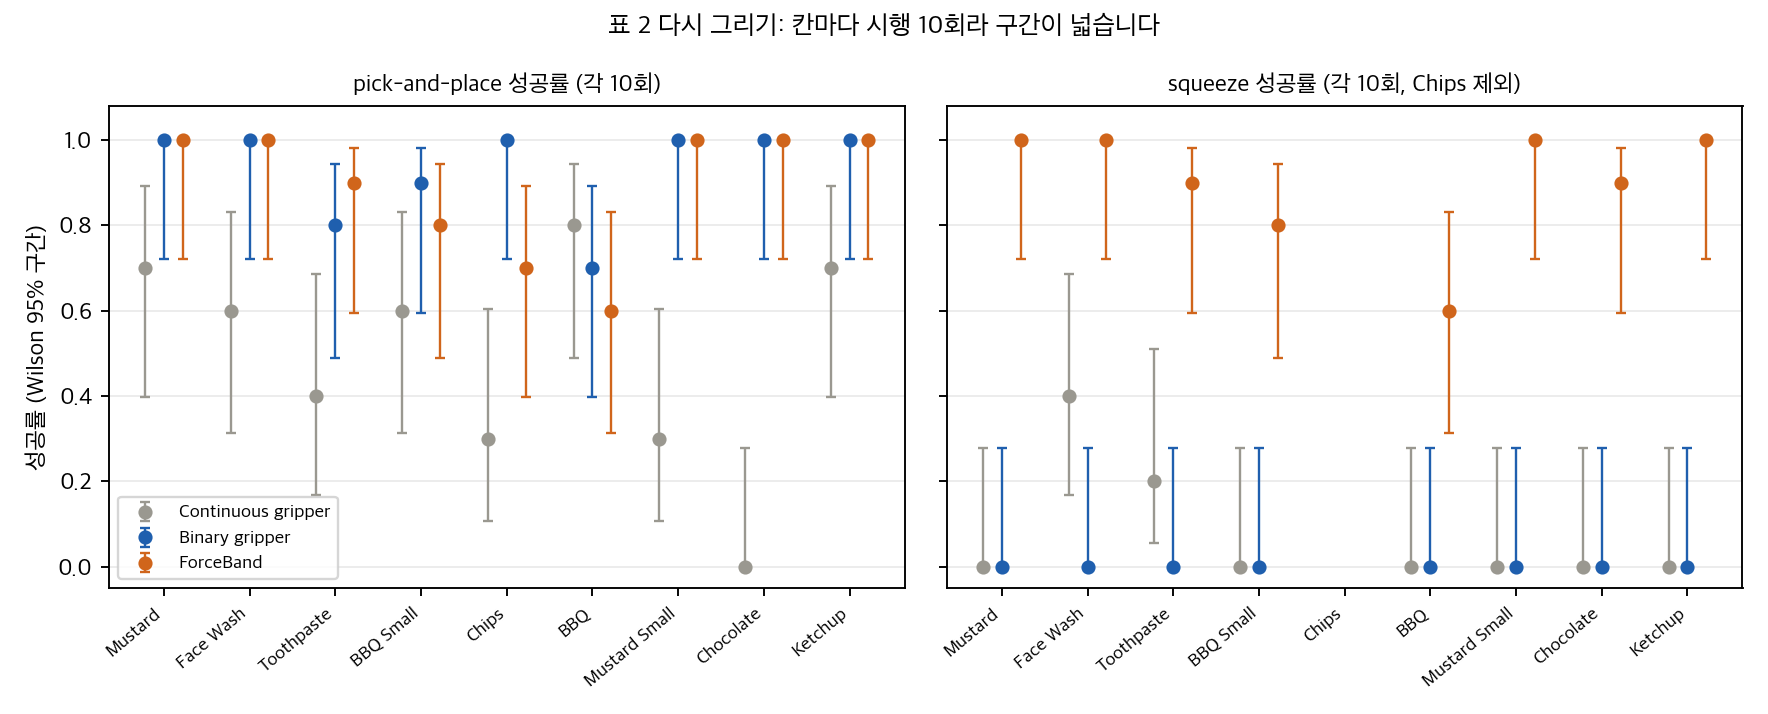 표 2 다시 그리기: 칸마다 시행 10회라 구간이 넓습니다
pick-and-place 성공률 (각 10회)
squeeze 성공률 (각 10회, Chips 제외)
성공률 (Wilson 95% 구간)
1.0
0.8
0.6
0.4
0.2
0.0
Continuous gripper
Binary gripper
ForceBand
Mustard
Face Wash
Toothpaste
BBQ Small
Chips
BBQ
Mustard Small
Chocolate
Ketchup
Mustard
Face Wash
Toothpaste
BBQ Small
Chips
BBQ
Mustard Small
Chocolate
Ketchup